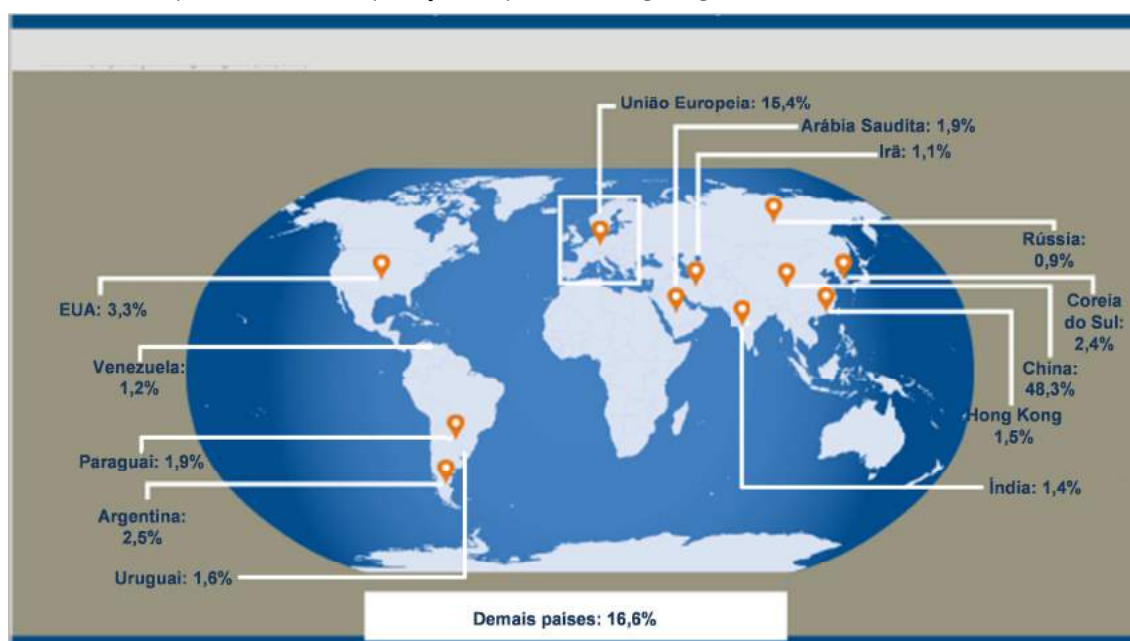 União Europeia: 15,4%
Arábia Saudita: 1,9%
Irã: 1,1%
Rússia:
0,9%
EUA: 3,3%
Coreia
do Sul:
2,4%
Venezuela:
1,2%
China:
48,3%
Hong Kong
1,5%
Paraguai: 1,9%
Índia: 1,4%
Argentina:
2,5%
Uruguai: 1,6%
Demais paises: 16,6%